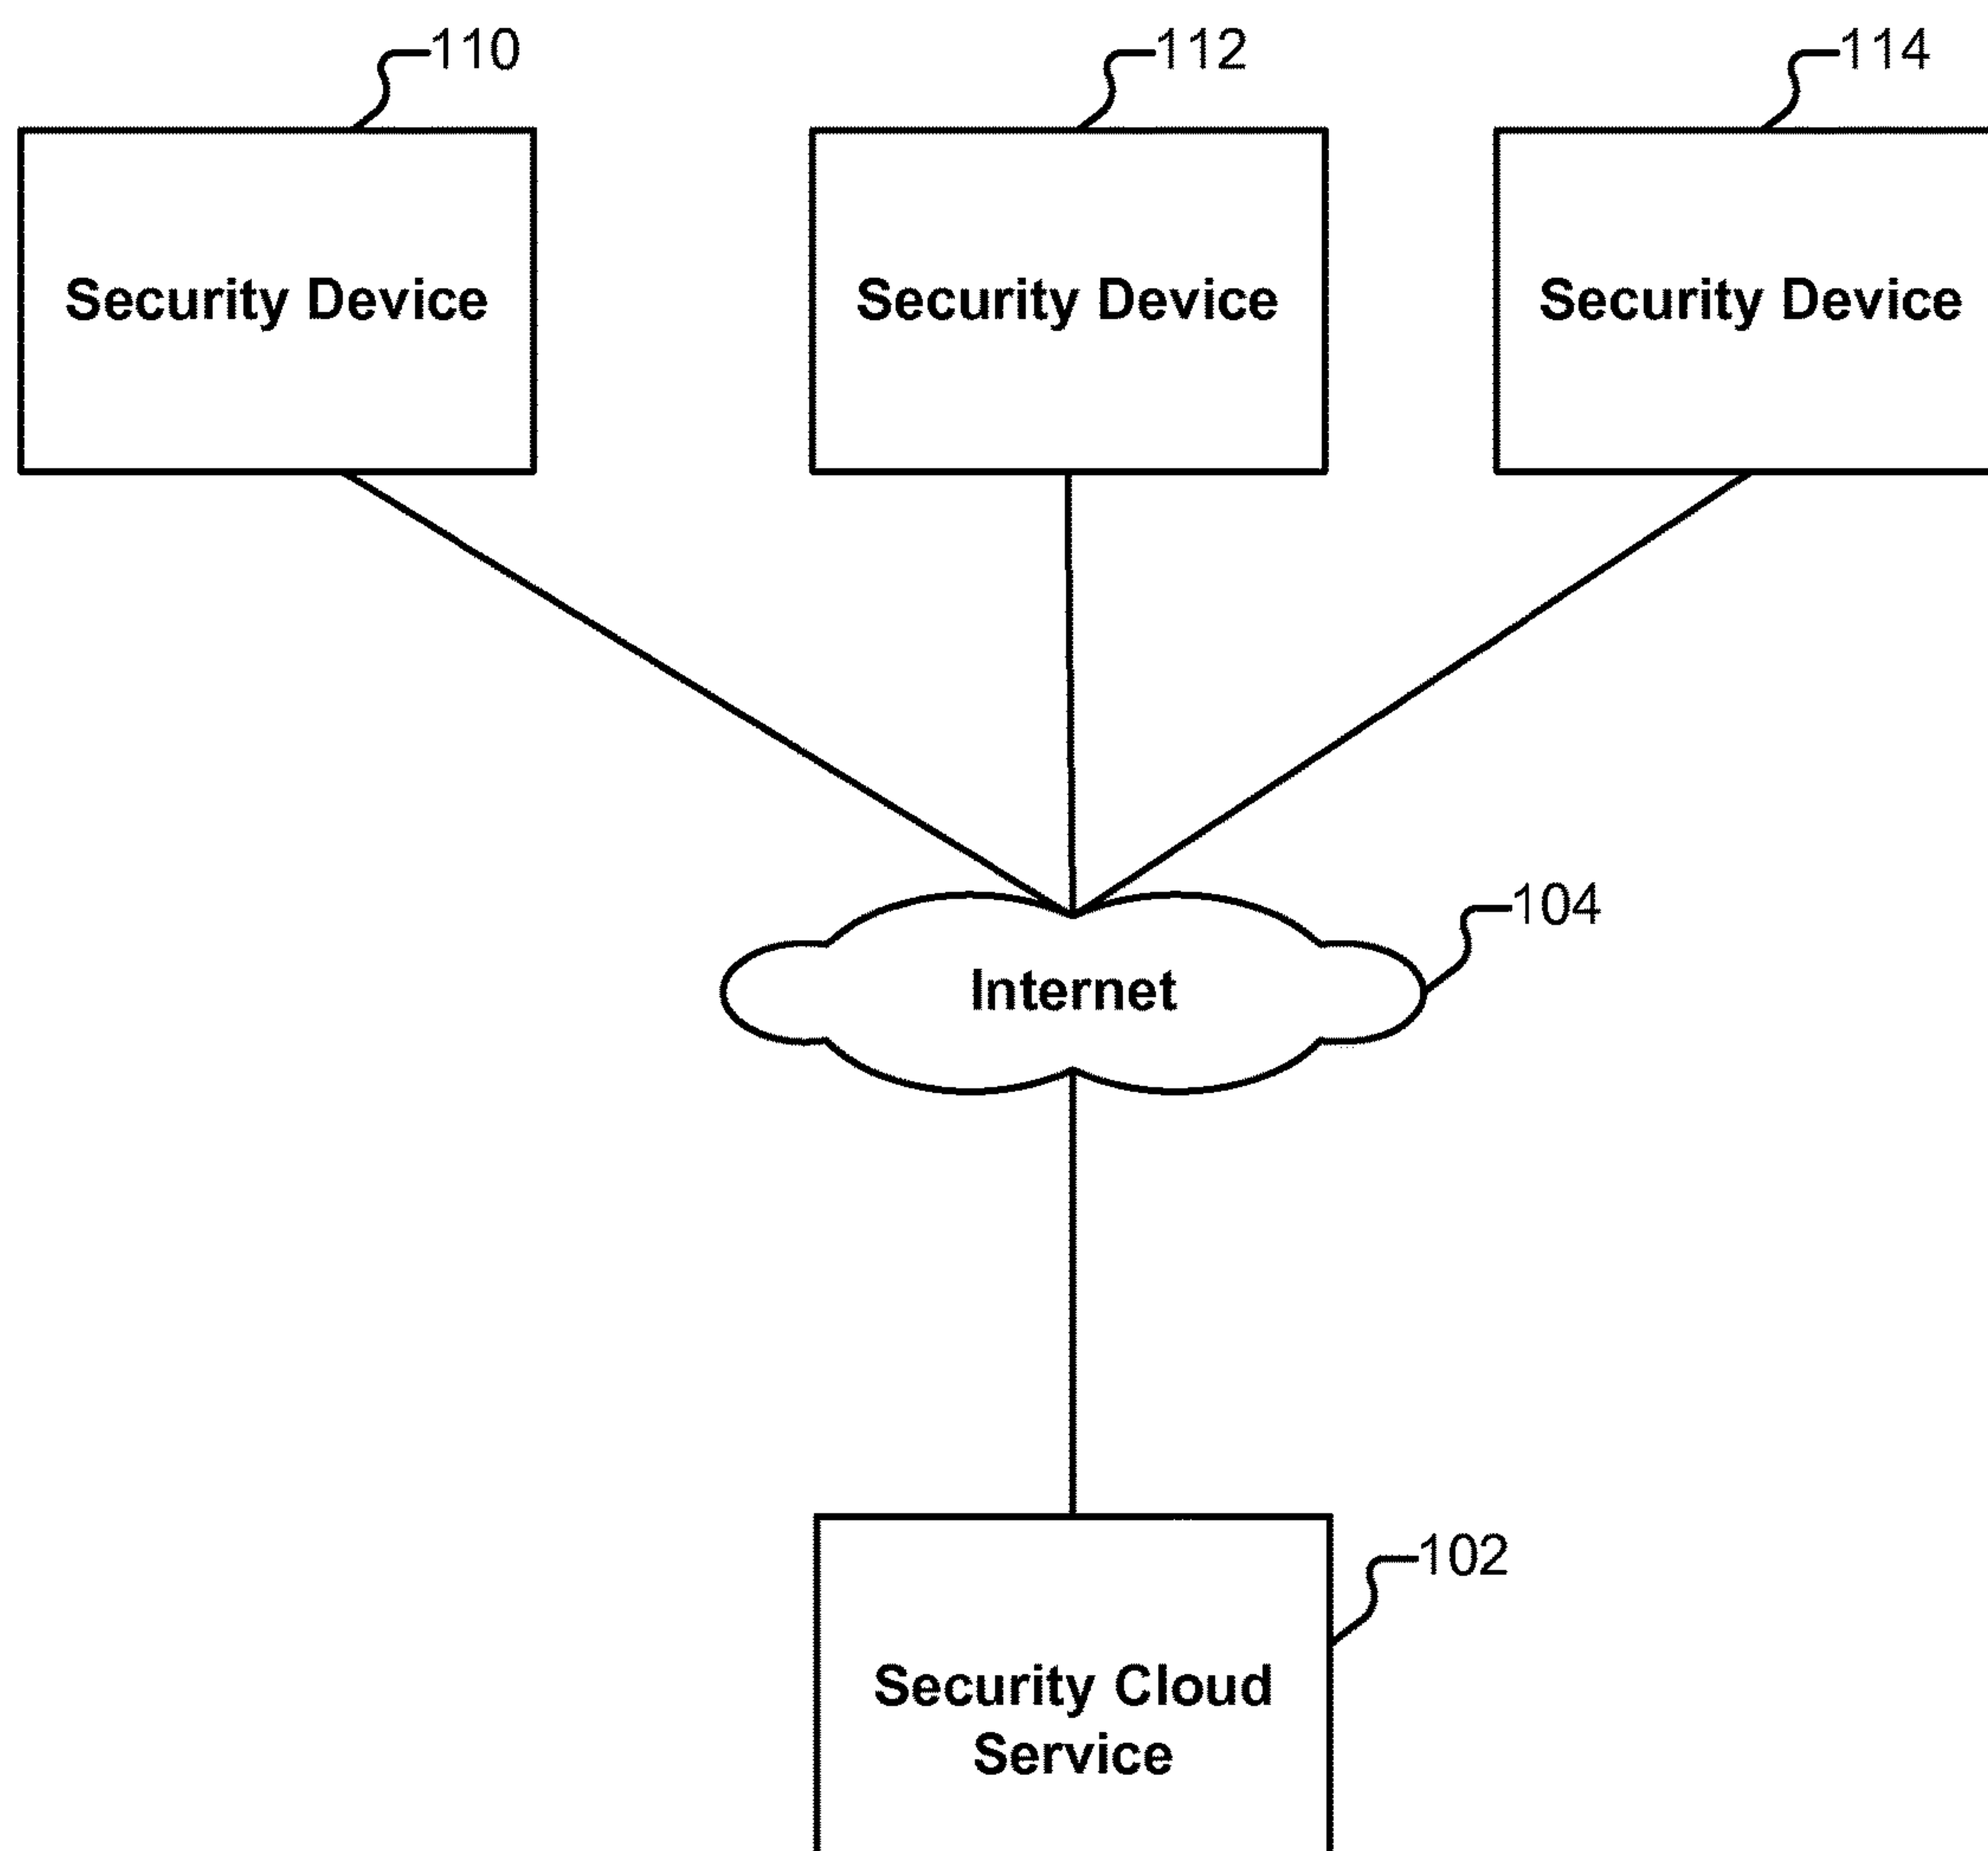 110
112
114
Security Device
Security Device
Security Device
104
Internet
102
Security Cloud
Service